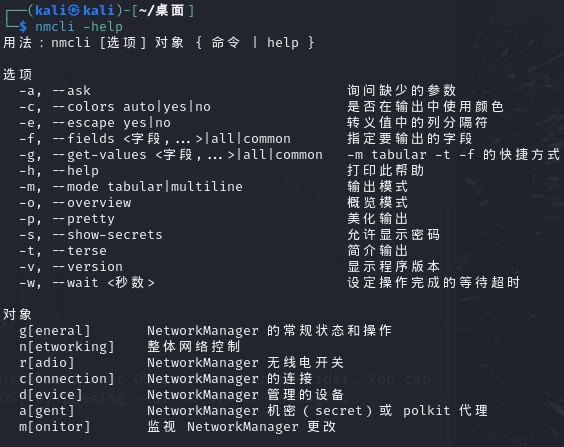 ┌──(kali㉿kali)-[~/桌面]
└─$ nmcli -help
用法：nmcli [选项] 对象 { 命令 | help }
选项
-a, --ask 询问缺少的参数
-c, --colors auto|yes|no 是否在输出中使用颜色
-e, --escape yes|no 转义值中的列分隔符
-f, --fields <字段,...>|all|common 指定要输出的字段
-g, --get-values <字段,...>|all|common -m tabular -t -f 的快捷方式
-h, --help 打印此帮助
-m, --mode tabular|multiline 输出模式
-o, --overview 概览模式
-p, --pretty 美化输出
-s, --show-secrets 允许显示密码
-t, --terse 简介输出
-v, --version 显示程序版本
-w, --wait <秒数> 设定操作完成的等待超时
对象
g[eneral] NetworkManager 的常规状态和操作
n[etworking] 整体网络控制
r[adio] NetworkManager 无线电开关
c[onnection] NetworkManager 的连接
d[evice] NetworkManager 管理的设备
a[gent] NetworkManager 机密（secret）或 polkit 代理
m[onitor] 监视 NetworkManager 更改